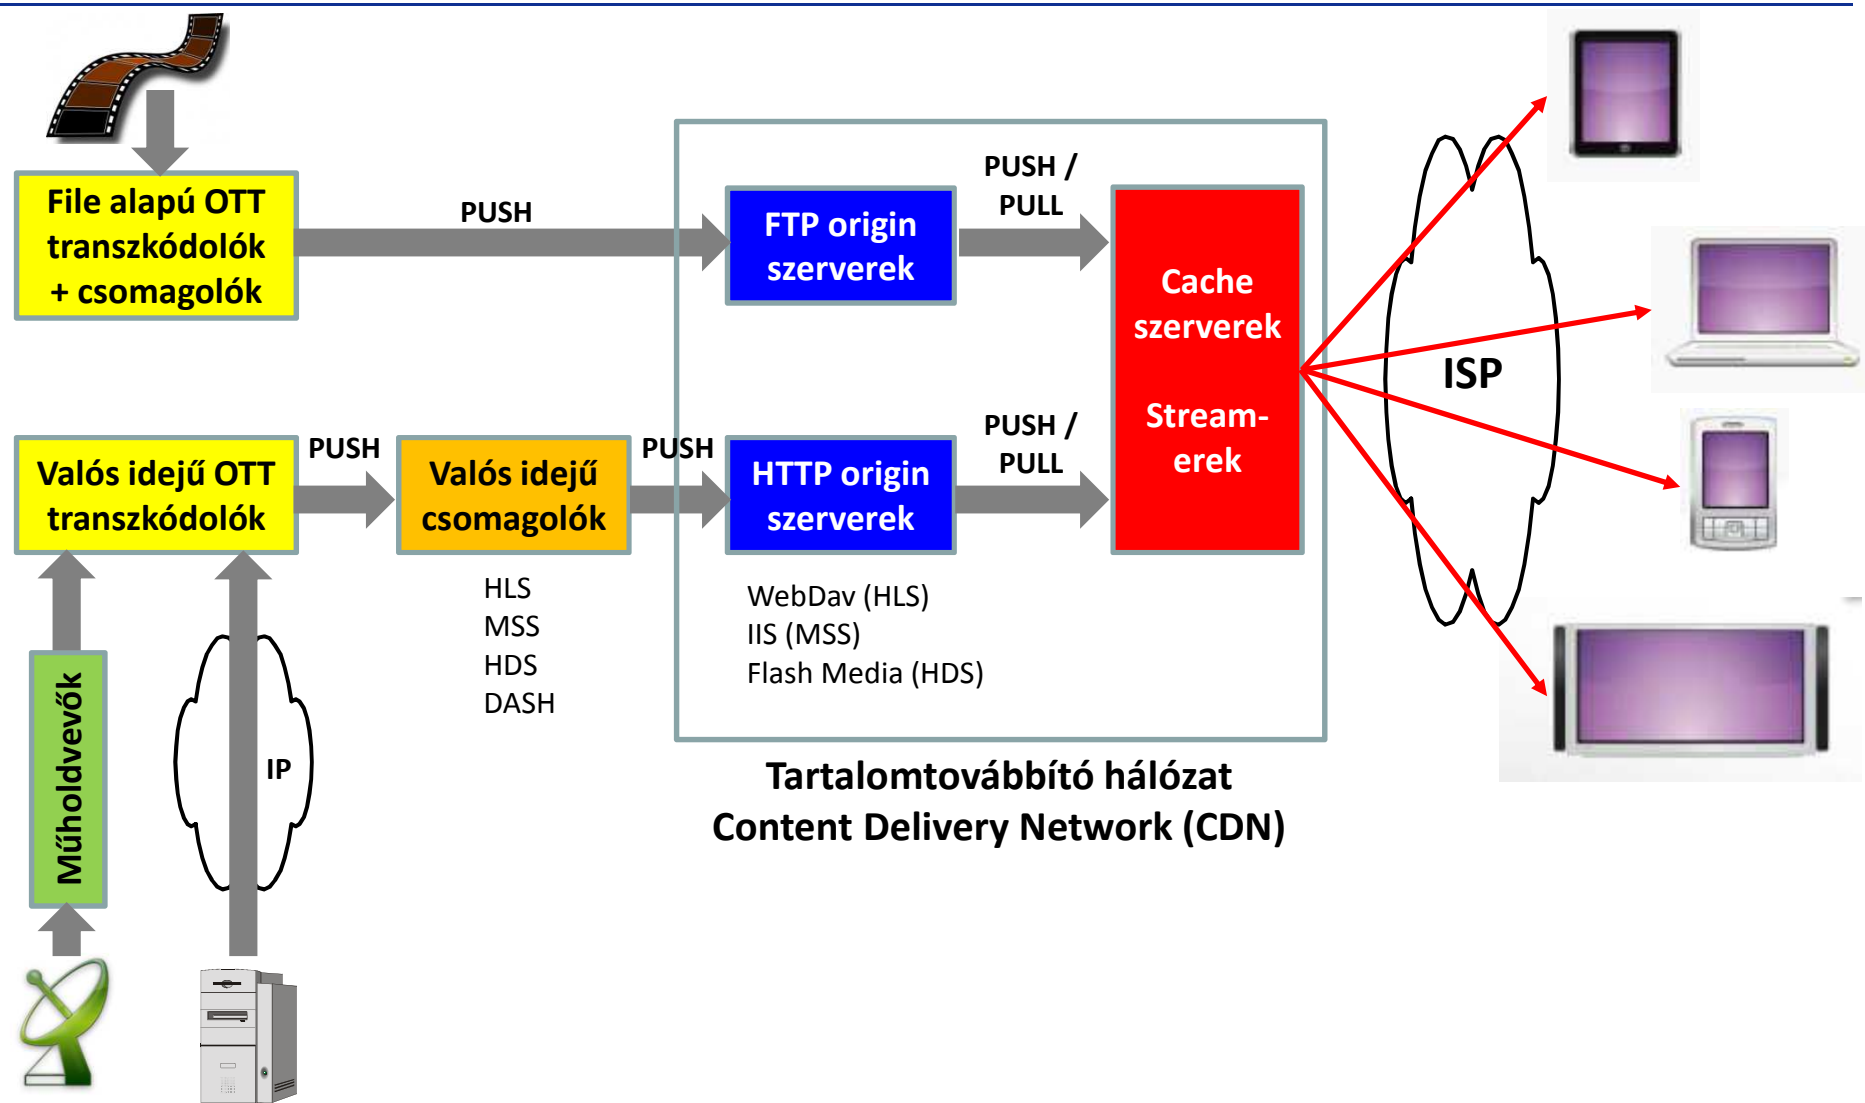 File alapú OTT
transzkódolók
+ csomagolók
PUSH
FTP origin
szerverek
PUSH /
PULL
Cache
szerverek
Stream-
erek
ISP
Valós idejű OTT
transzkódolók
PUSH
Valós idejű
csomagolók
PUSH
HTTP origin
szerverek
PUSH /
PULL
HLS
MSS
HDS
DASH
WebDav (HLS)
IIS (MSS)
Flash Media (HDS)
Műholdvevők
IP
Tartalomtovábbító hálózat
Content Delivery Network (CDN)